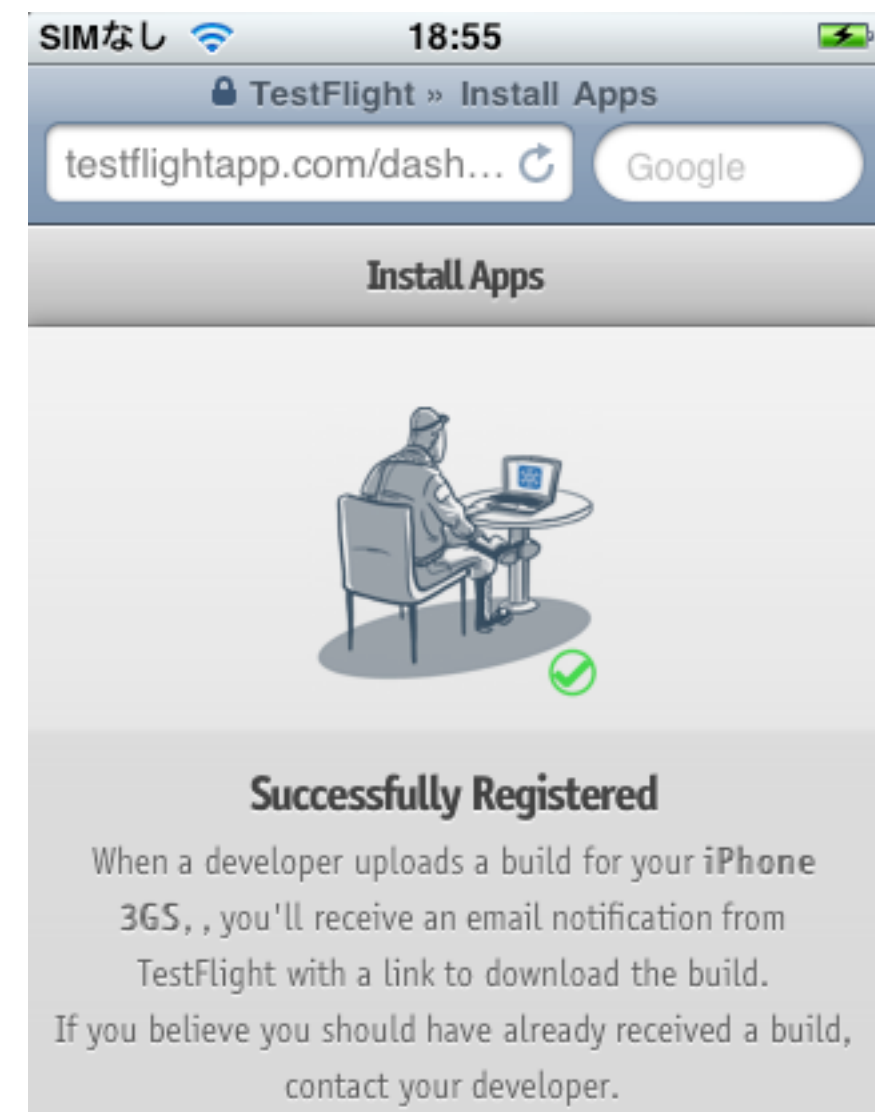 SIMなし 18:55
TestFlight » Install Apps
testflightapp.com/dash... Google
Install Apps
Successfully Registered
When a developer uploads a build for your iPhone
3GS, , you'll receive an email notification from
TestFlight with a link to download the build.
If you believe you should have already received a build,
contact your developer.